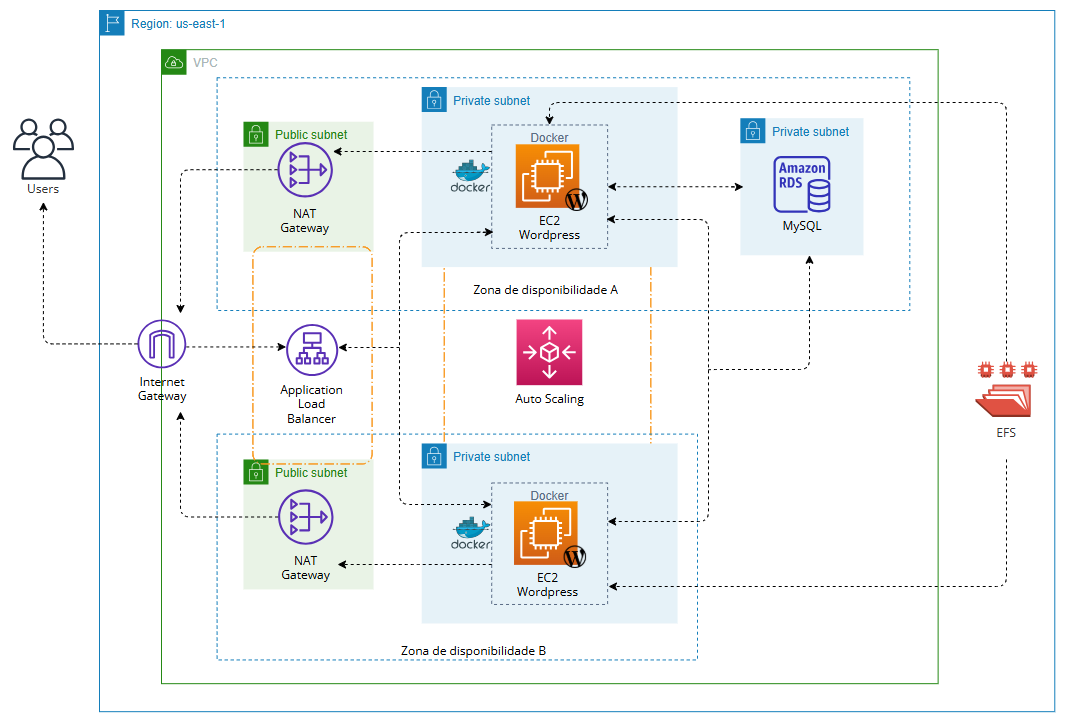 Region: us-east-1
VPC
Private subnet
Public subnet
Docker
Private subnet
Amazon
RDS
docker
Users
NAT
Gateway
EC2
Wordpress
MySQL
Zona de disponibilidade A
Internet
Gateway
Application
Load
Balancer
Auto Scaling
EFS
Private subnet
Public subnet
Docker
docker
NAT
Gateway
EC2
Wordpress
Zona de disponibilidade B